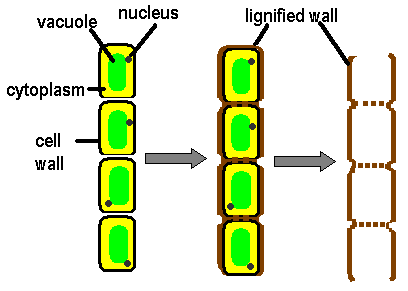 nucleus
vacuole
lignified wall
cytoplasm
cell
wall